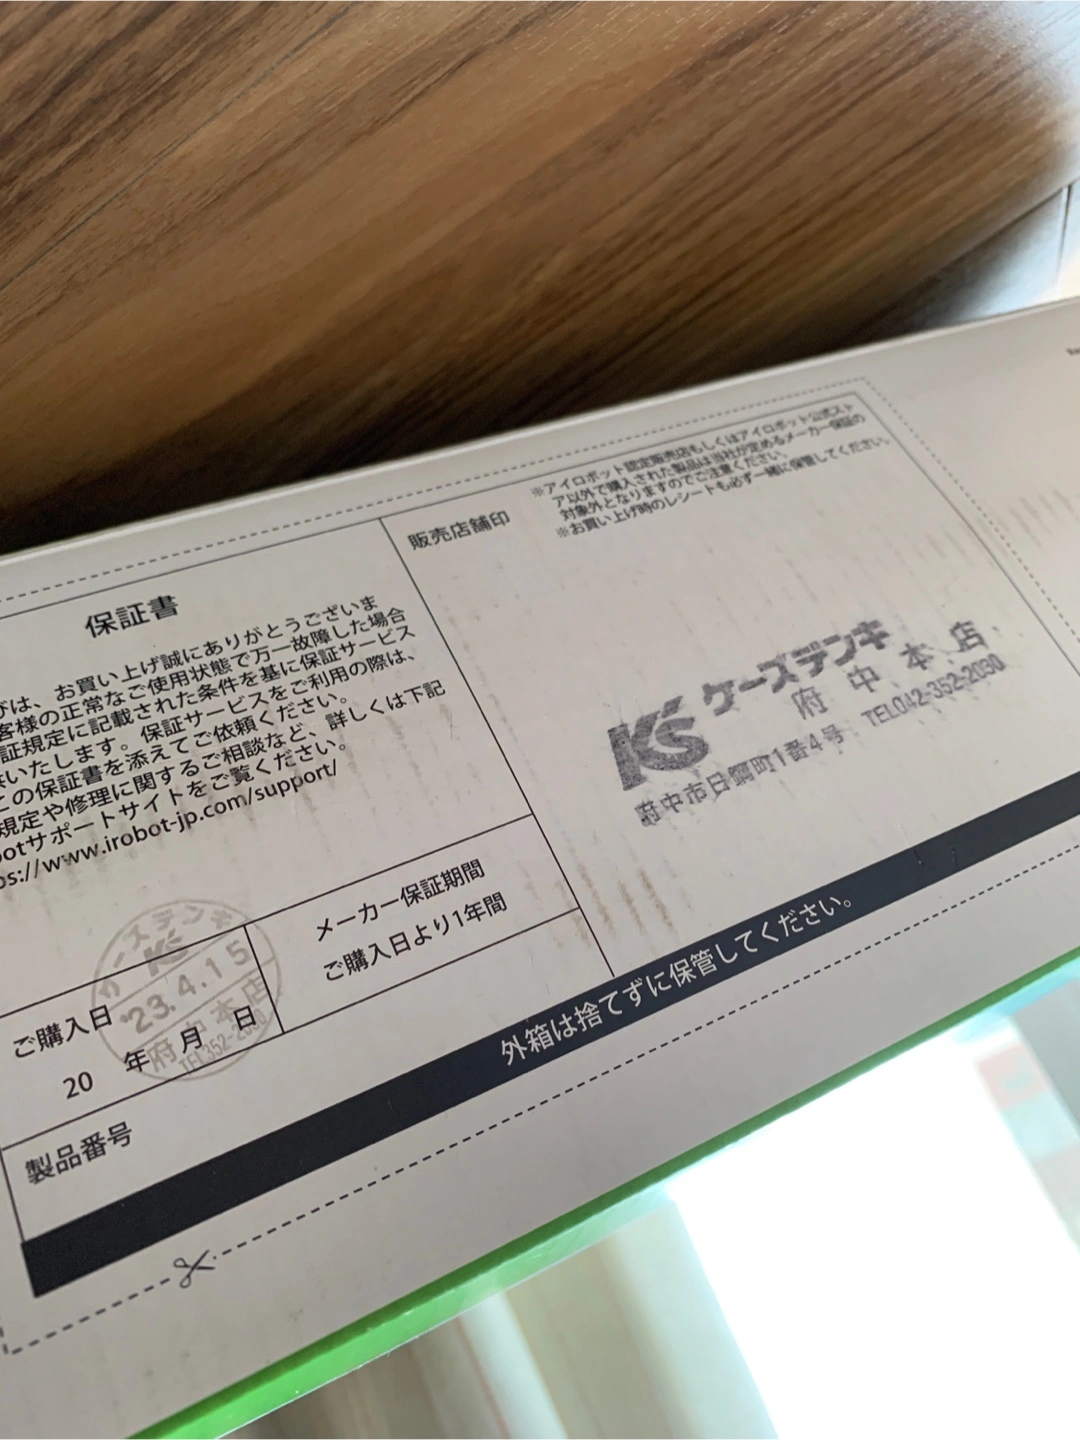 保証書
びは、お買い上げ誠にありがとうございま
客様の正常なご使用状態で万一故障した場合
証規定に記載された条件を基に保証サービス
いたします。保証サービスをご利用の際は、
この保証書を添えてご依頼ください。
規定や修理に関するご相談など、詳しくは下記
botサポートサイトをご覧ください。
ps://www.irobot-jp.com/support/
販売店舗印
※アイロボット認定販売店もしくはアイロボット公式スト
ア以外で購入された製品は当社が定めるメーカー保証の
対象外となりますのでご注意ください。
※お買い上げ時のレシートも必ず一緒に保管してください。
K'S ケーズデンキ
府中本店
府中市日鋼町1番4号 TEL042-352-2030
ご購入日
20 年 月 日
ケーズデンキ
K'S
'23.4.15
府中本店
TEL352-2030
メーカー保証期間
ご購入日より1年間
製品番号
外箱は捨てずに保管してください。